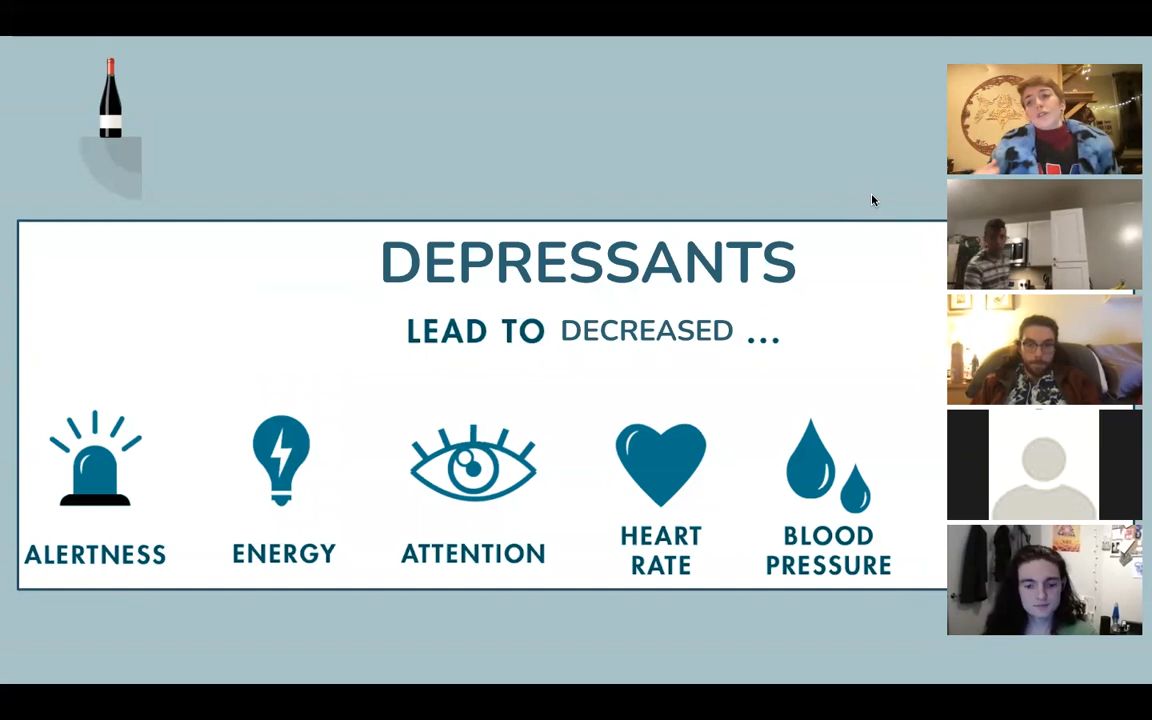 DEPRESSANTS
LEAD TO DECREASED ...
ALERTNESS
ENERGY
ATTENTION
HEART
RATE
BLOOD
PRESSURE